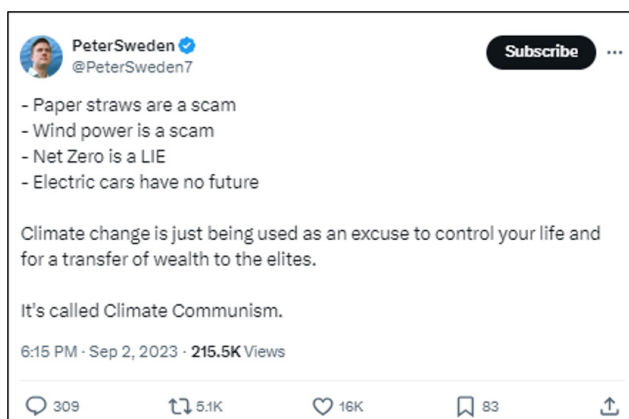 PeterSweden
@PeterSweden7
Subscribe
- Paper straws are a scam
- Wind power is a scam
- Net Zero is a LIE
- Electric cars have no future
Climate change is just being used as an excuse to control your life and
for a transfer of wealth to the elites.
It's called Climate Communism.
6:15 PM · Sep 2, 2023 · 215.5K Views
309 5.1K 16K 83